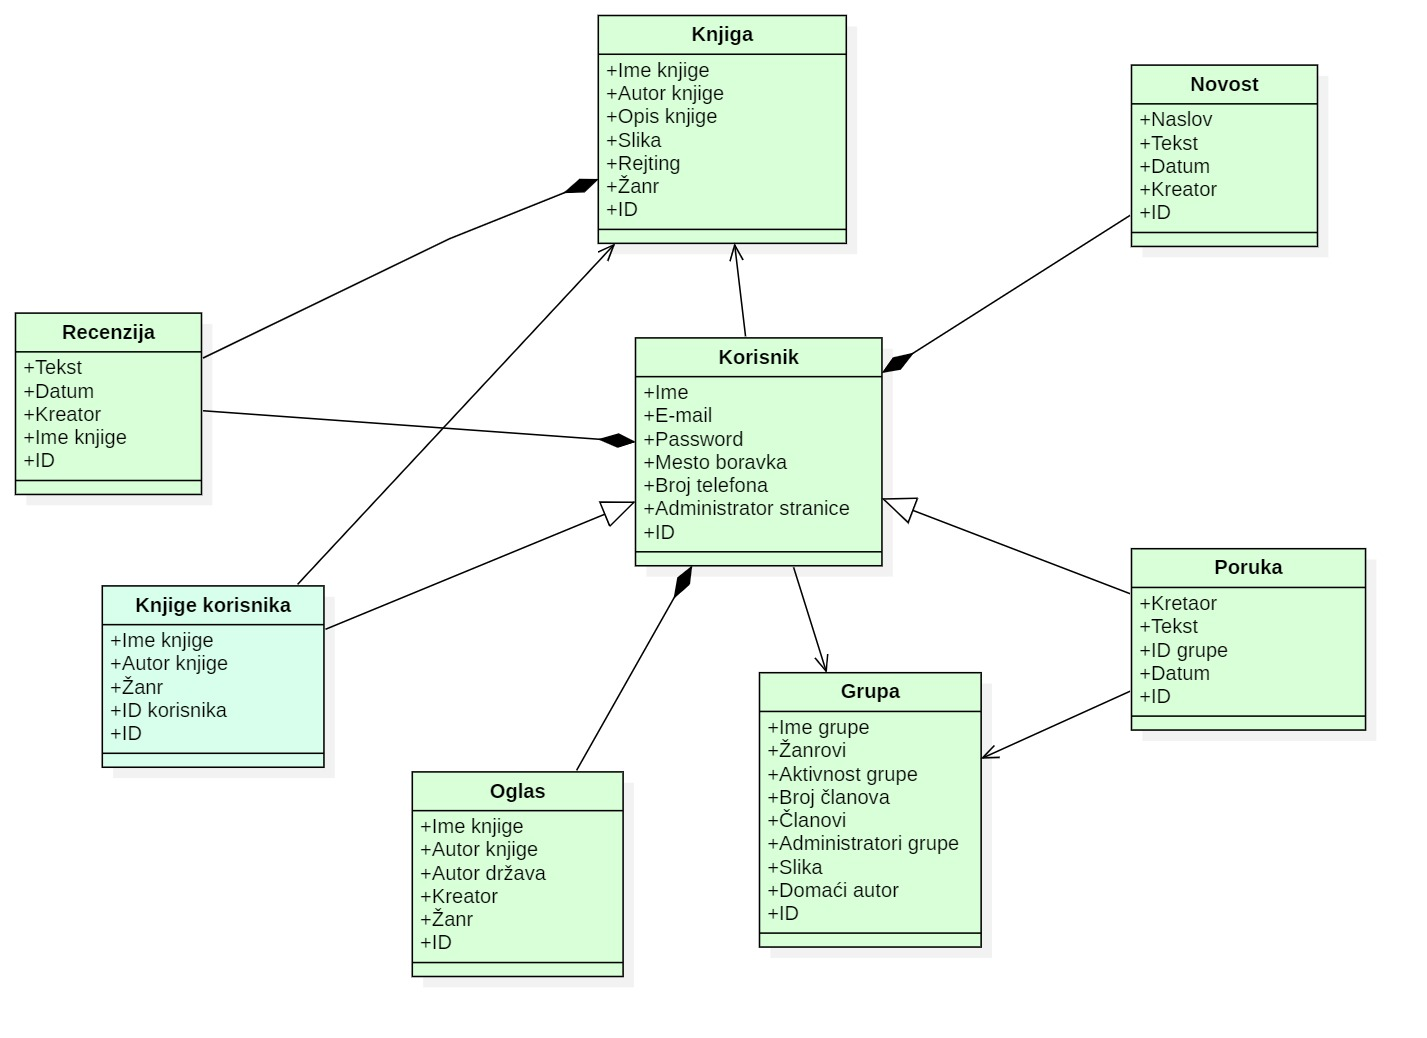 Knjiga
+Ime knjige
+Autor knjige
+Opis knjige
+Slika
+Rejting
+Žanr
+ID
Novost
+Naslov
+Tekst
+Datum
+Kreator
+ID
Recenzija
+Tekst
+Datum
+Kreator
+Ime knjige
+ID
Korisnik
+Ime
+E-mail
+Password
+Mesto boravka
+Broj telefona
+Administrator stranice
+ID
Knjige korisnika
+Ime knjige
+Autor knjige
+Žanr
+ID korisnika
+ID
Poruka
+Kretaor
+Tekst
+ID grupe
+Datum
+ID
Oglas
+Ime knjige
+Autor knjige
+Autor država
+Kreator
+Žanr
+ID
Grupa
+Ime grupe
+Žanrovi
+Aktivnost grupe
+Broj članova
+Članovi
+Administratori grupe
+Slika
+Domaći autor
+ID